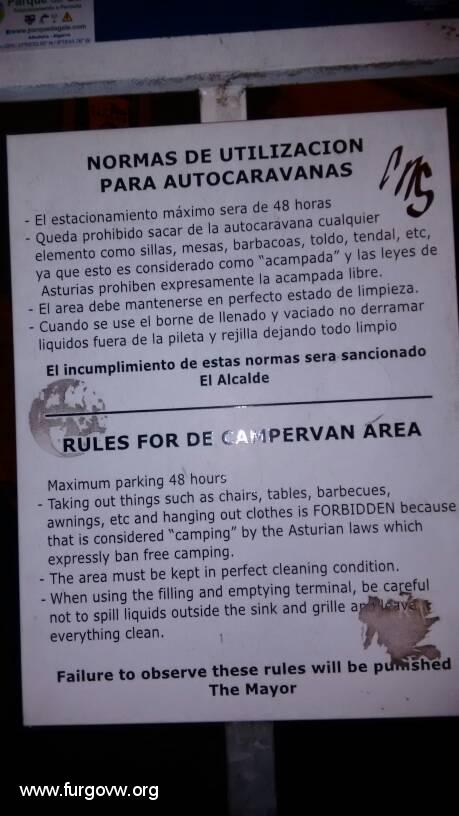 Parque
www.parquedagale.com
NORMAS DE UTILIZACION
PARA AUTOCARAVANAS
- El estacionamiento máximo sera de 48 horas
- Queda prohibido sacar de la autocaravana cualquier
elemento como sillas, mesas, barbacoas, toldo, tendal, etc,
ya que esto es considerado como "acampada" y las leyes de
Asturias prohiben expresamente la acampada libre.
- El area debe mantenerse en perfecto estado de limpieza.
- Cuando se use el borne de llenado y vaciado no derramar
liquidos fuera de la pileta y rejilla dejando todo limpio
El incumplimiento de estas normas sera sancionado
El Alcalde
RULES FOR DE CAMPERVAN AREA
Maximum parking 48 hours
- Taking out things such as chairs, tables, barbecues,
awnings, etc and hanging out clothes is FORBIDDEN because
that is considered "camping" by the Asturian laws which
expressly ban free camping.
- The area must be kept in perfect cleaning condition.
- When using the filling and emptying terminal, be careful
not to spill liquids outside the sink and grille and leave
everything clean.
Failure to observe these rules will be punished
The Mayor
www.furgovw.org